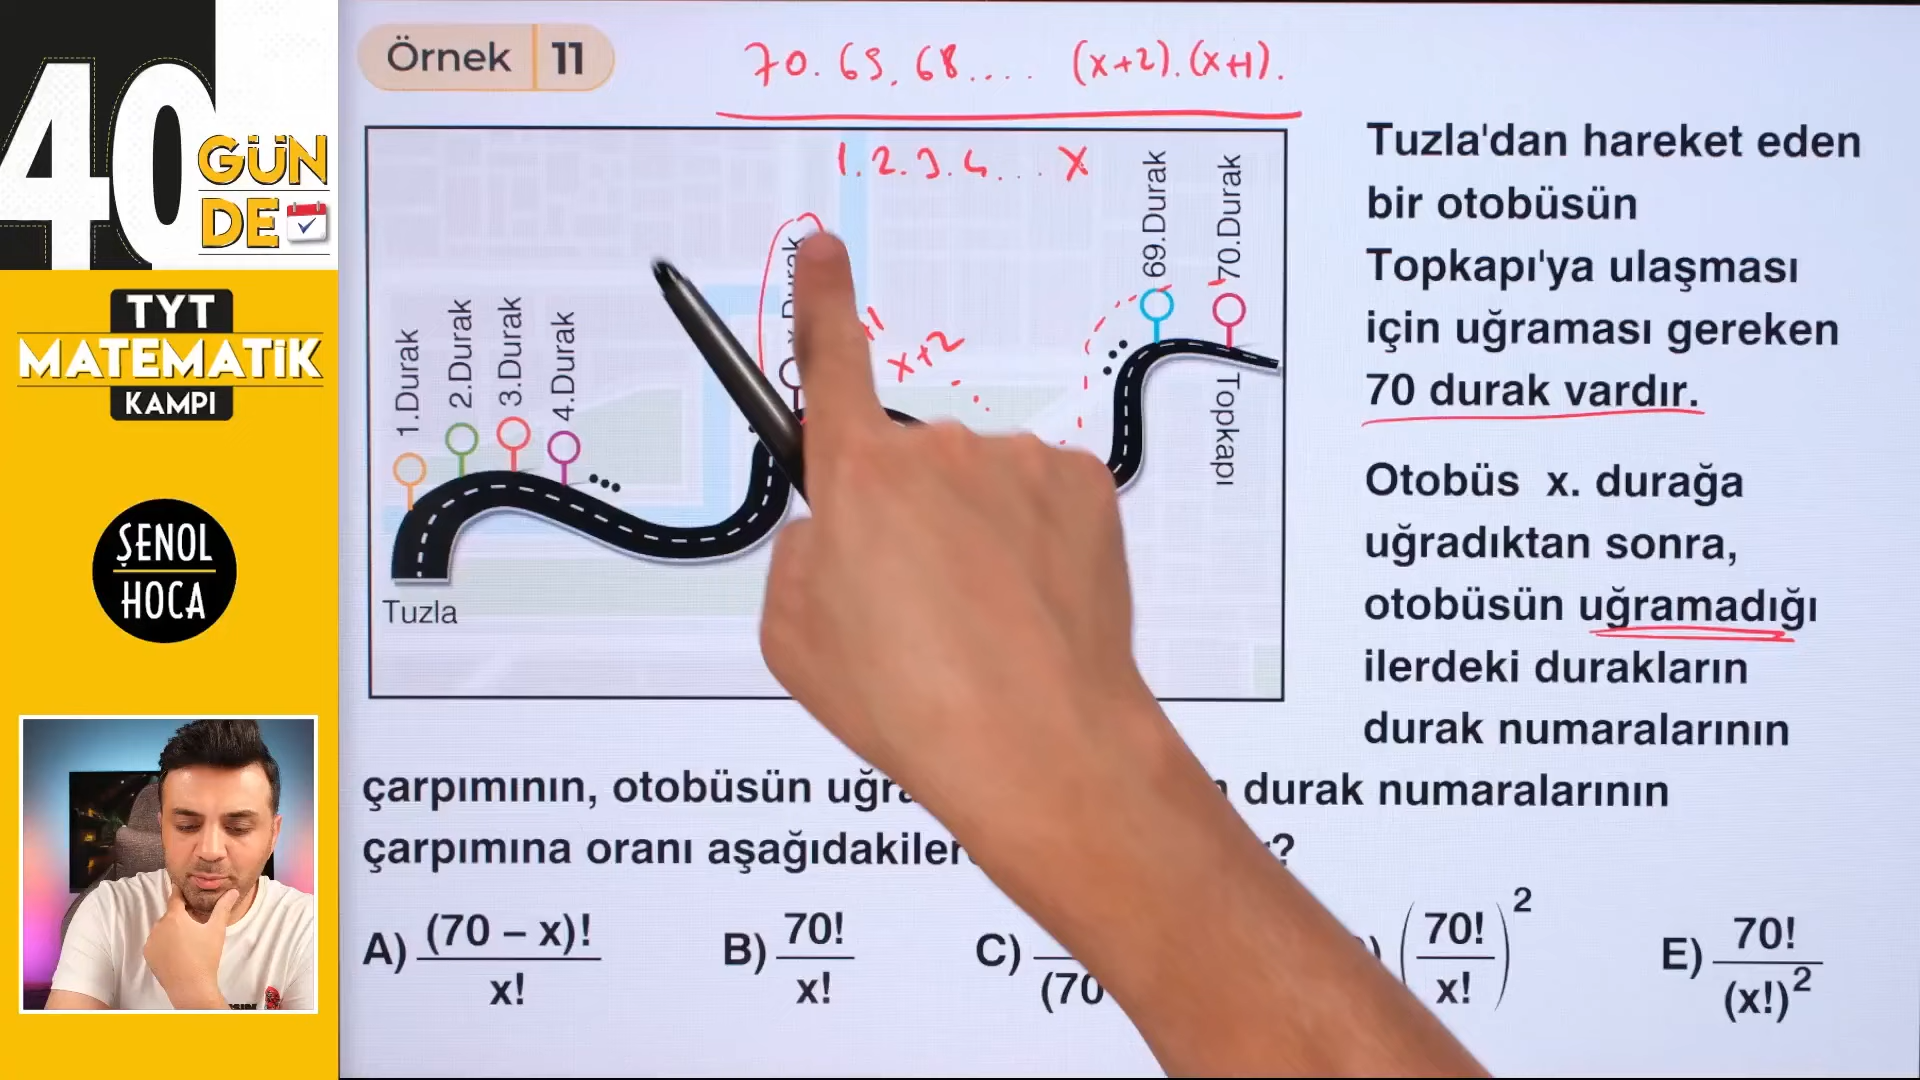 40
GÜN
DE
TYT
MATEMATİK
KAMPI
ŞENOL
HOCA
Örnek 11
70.69.68.... (x+2).(x+1).
1.2.3.4... x
1.Durak
2.Durak
3.Durak
4.Durak
Durak
x+2
69.Durak
70.Durak
Topkapı
Tuzla
Tuzla'dan hareket eden
bir otobüsün
Topkapı'ya ulaşması
için uğraması gereken
70 durak vardır.
Otobüs x. durağa
uğradıktan sonra,
otobüsün uğramadığı
ilerdeki durakların
durak numaralarının
çarpımının, otobüsün durak numaralarının
çarpımına oranı ?
A) (70 – x)! / x!
B) 70! / x!
C) (70
(70! / x!)²
E) 70! / (x!)²